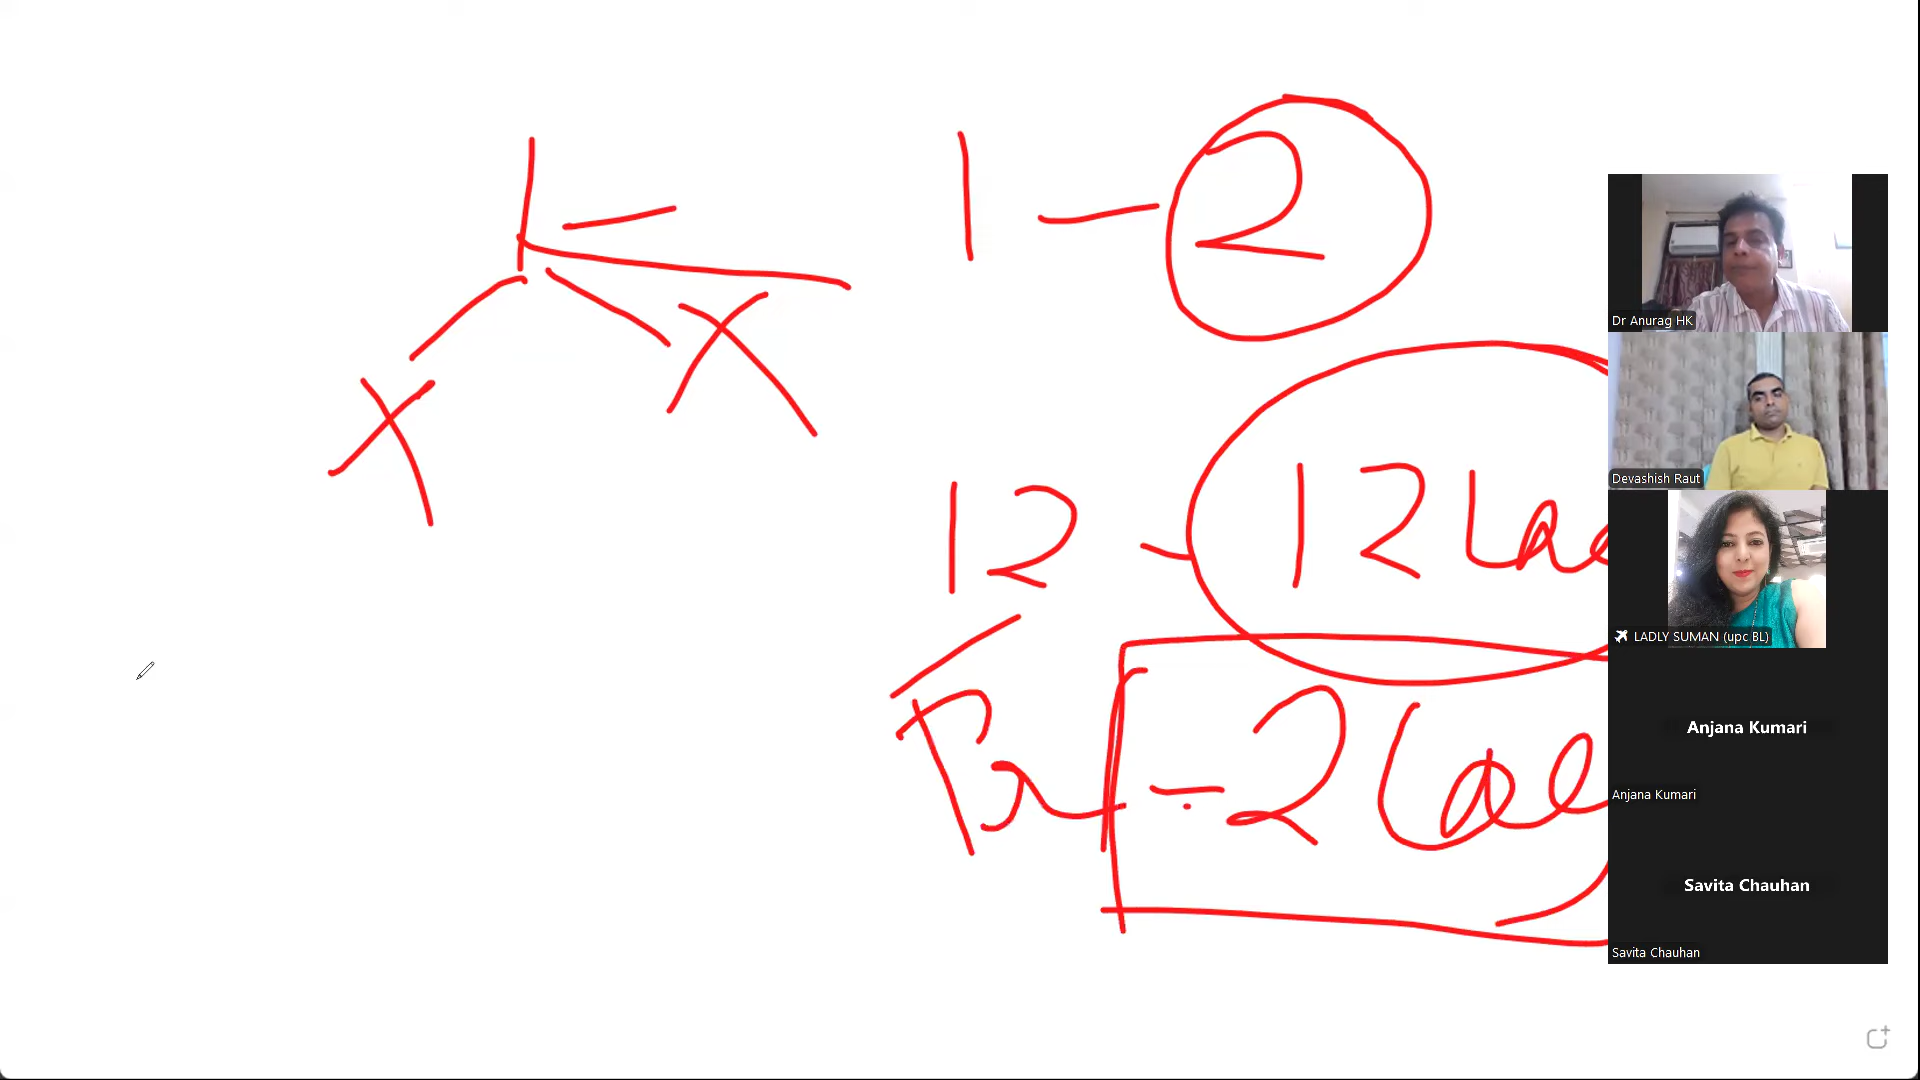 1 - 2
12 - 12 Lac
- 2 Lac
Dr Anurag HK
Devashish Raut
LADLY SUMAN (upc BL)
Anjana Kumari
Anjana Kumari
Savita Chauhan
Savita Chauhan